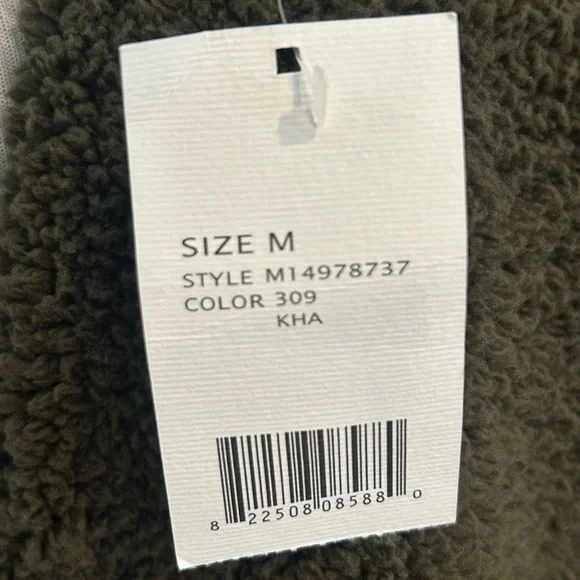 SIZE M
STYLE M14978737
COLOR 309
KHA
8 22508 08588 0